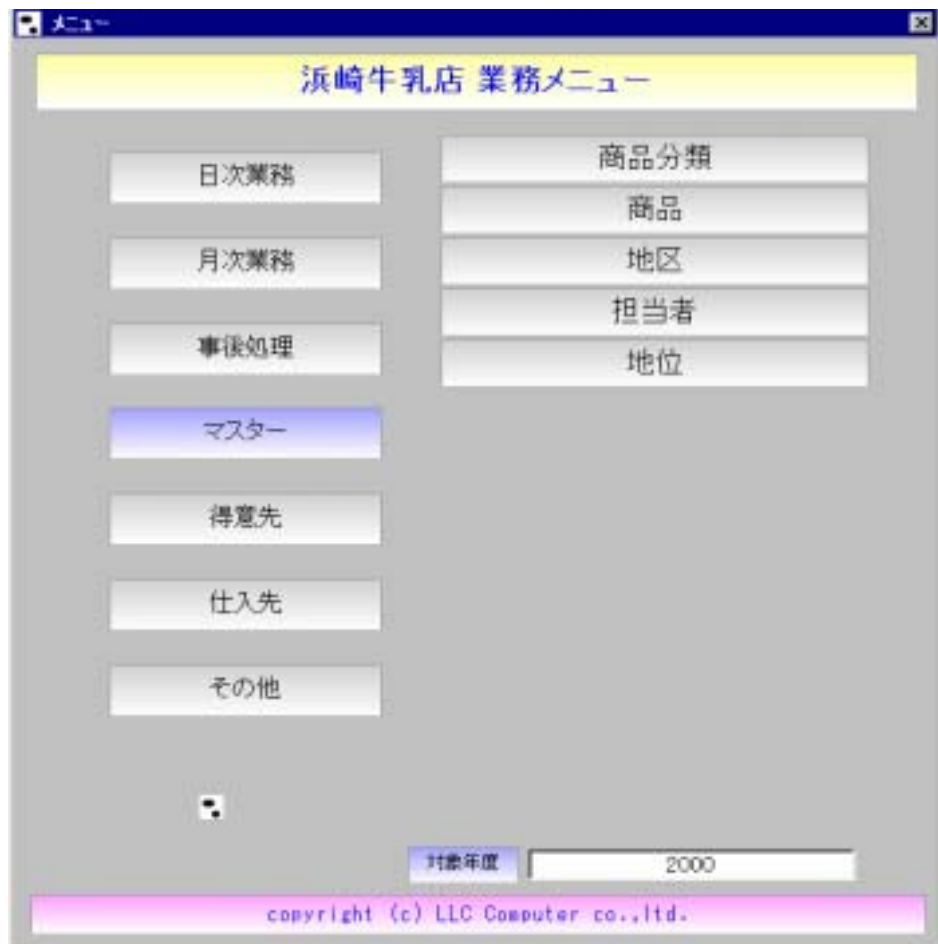 メニュー
浜崎牛乳店 業務メニュー
日次業務
月次業務
事後処理
マスター
得意先
仕入先
その他
商品分類
商品
地区
担当者
地位
対象年度 2000
copyright (c) LLC Computer co.,ltd.